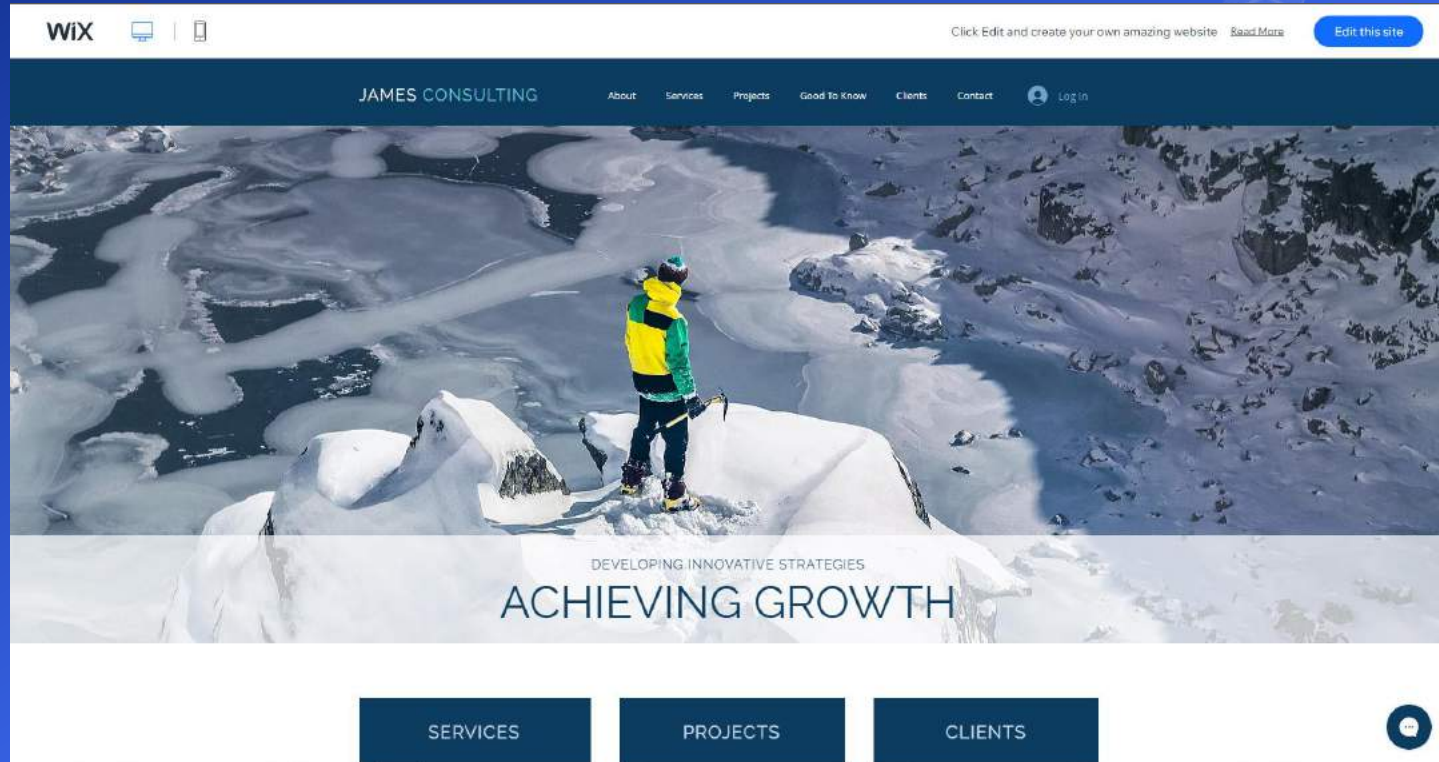 WiX
Click Edit and create your own amazing website Read More Edit this site
JAMES CONSULTING About Services Projects Good To Know Clients Contact Log in
DEVELOPING INNOVATIVE STRATEGIES
ACHIEVING GROWTH
SERVICES PROJECTS CLIENTS